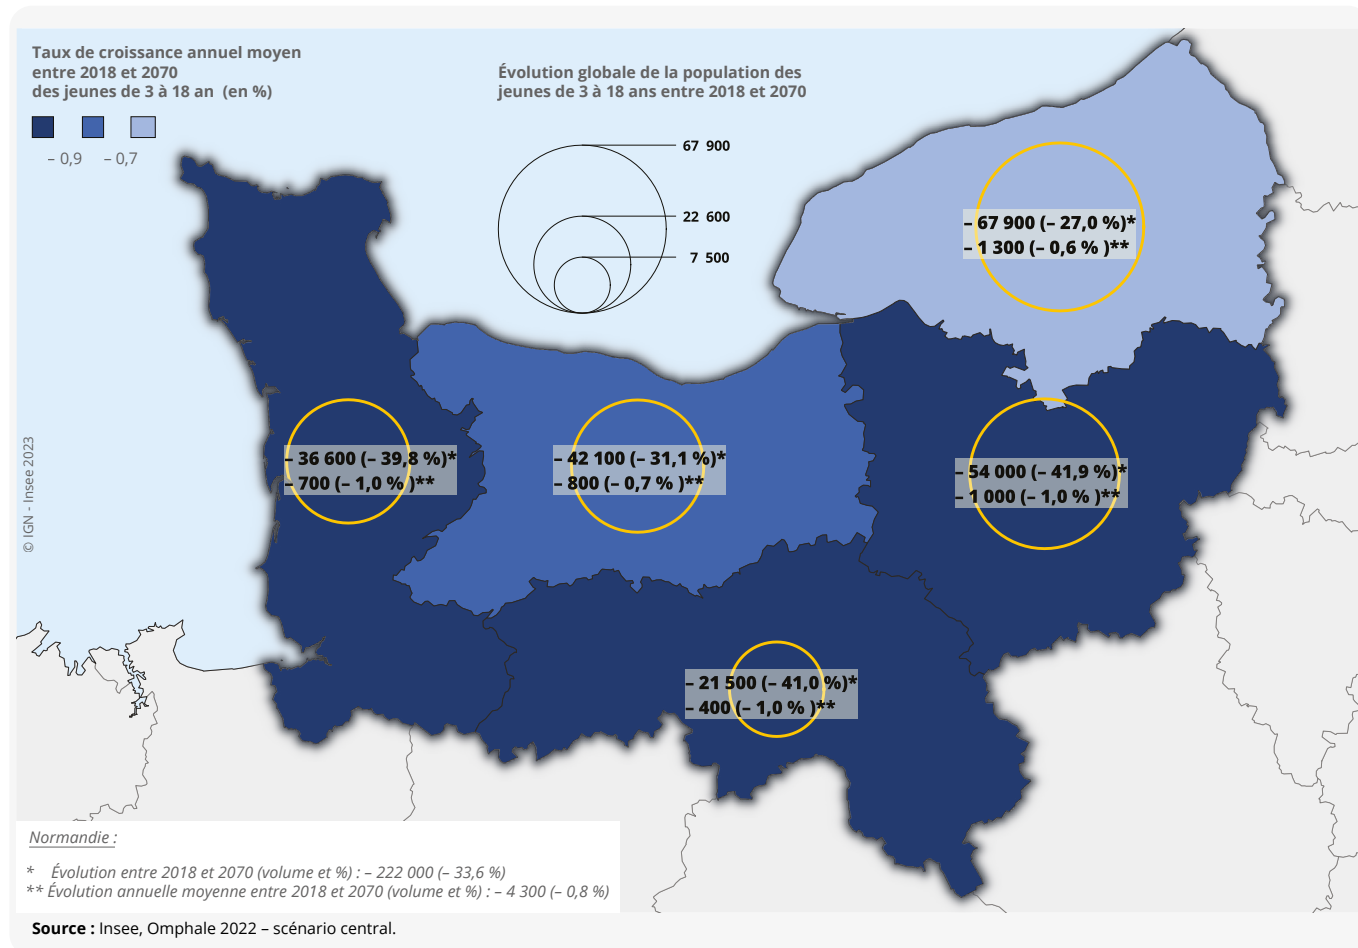 Taux de croissance annuel moyen
entre 2018 et 2070
des jeunes de 3 à 18 an (en %)
– 0,9 – 0,7
Évolution globale de la population des
jeunes de 3 à 18 ans entre 2018 et 2070
67 900
22 600
7 500
– 67 900 (– 27,0 %)*
– 1 300 (– 0,6 % )**
– 36 600 (– 39,8 %)*
– 700 (– 1,0 % )**
– 42 100 (– 31,1 %)*
– 800 (– 0,7 % )**
– 54 000 (– 41,9 %)*
– 1 000 (– 1,0 % )**
– 21 500 (– 41,0 %)*
– 400 (– 1,0 % )**
© IGN - Insee 2023
Normandie :
* Évolution entre 2018 et 2070 (volume et %) : – 222 000 (– 33,6 %)
** Évolution annuelle moyenne entre 2018 et 2070 (volume et %) : – 4 300 (– 0,8 %)
Source : Insee, Omphale 2022 – scénario central.